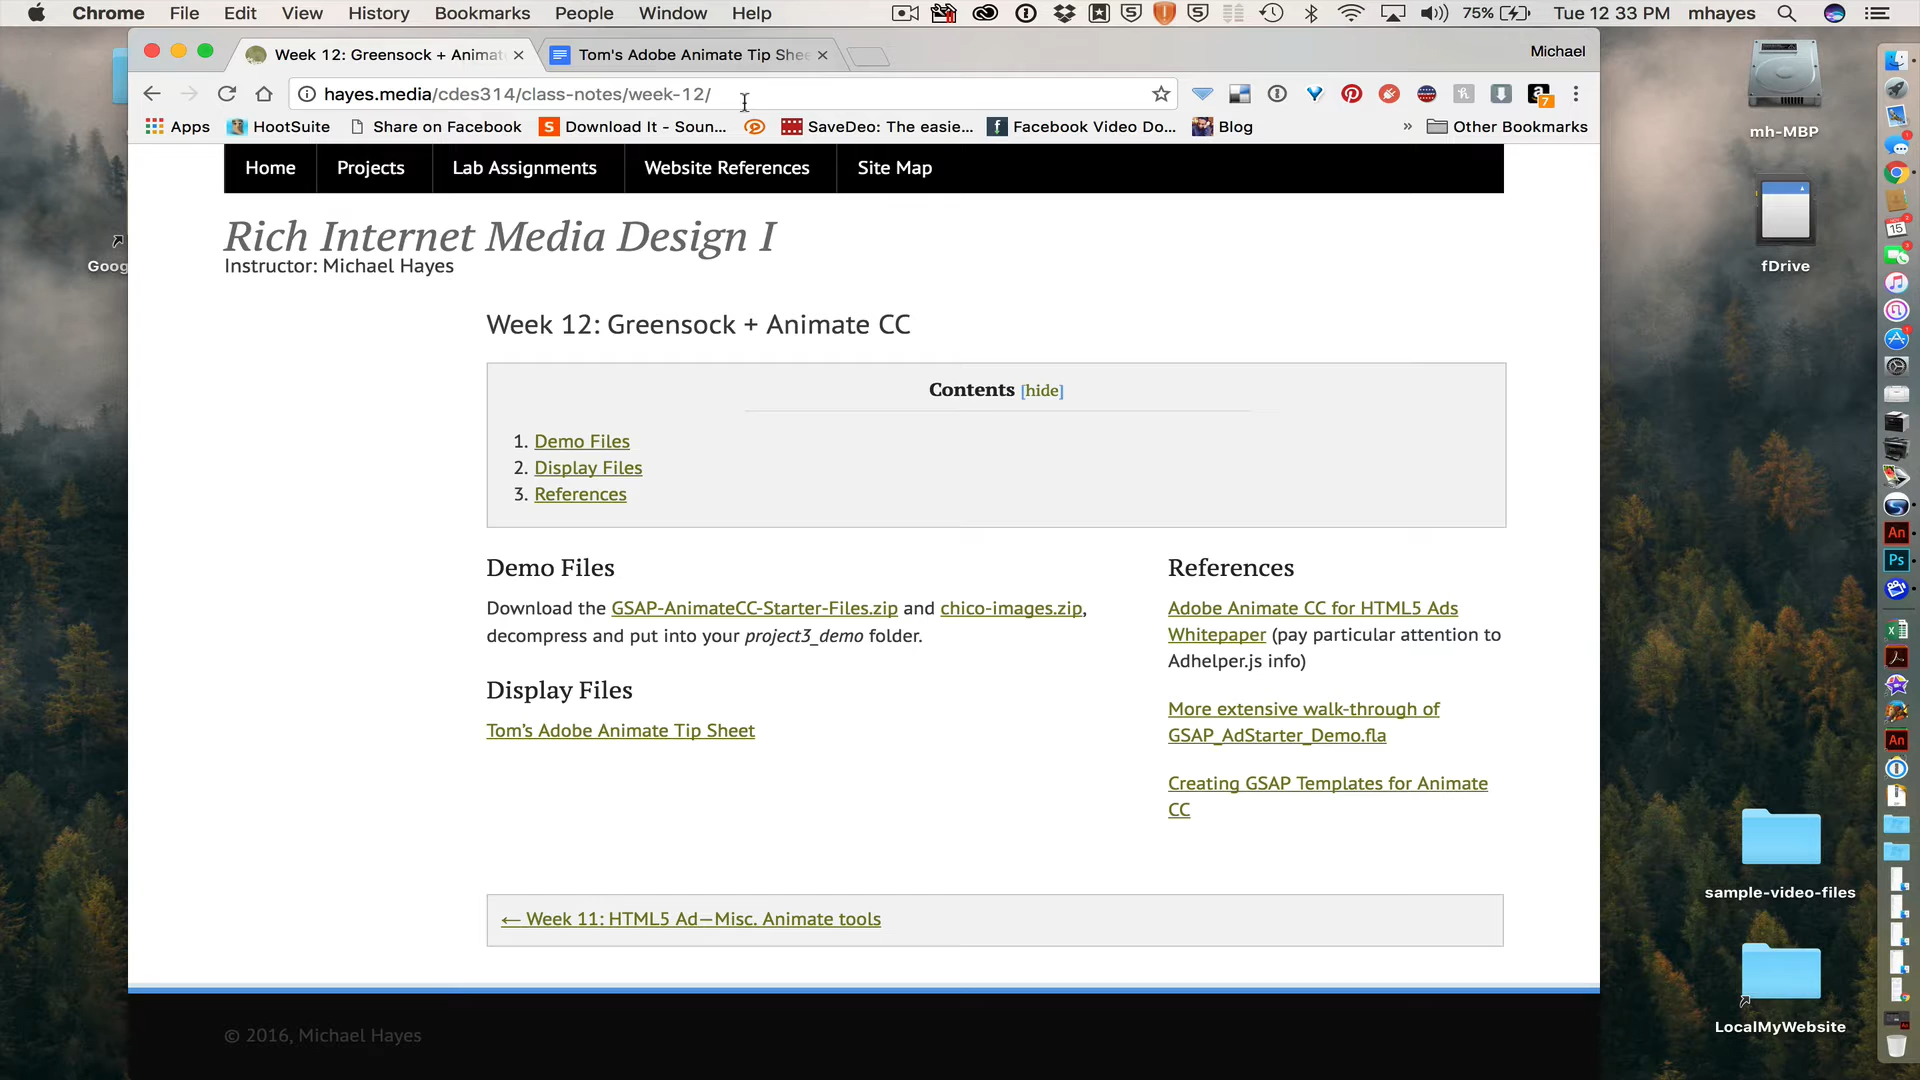 Chrome File Edit View History Bookmarks People Window Help 75% Tue 12 33 PM mhayes
Week 12: Greensock + Animat
Tom's Adobe Animate Tip She
Michael
hayes.media/cdes314/class-notes/week-12/
7
Apps HootSuite Share on Facebook Download It - Soun... SaveDeo: The easie... Facebook Video Do... Blog » Other Bookmarks
Home Projects Lab Assignments Website References Site Map
Rich Internet Media Design I
Instructor: Michael Hayes
Week 12: Greensock + Animate CC
Contents [hide]
1. Demo Files
2. Display Files
3. References
Demo Files
Download the GSAP-AnimateCC-Starter-Files.zip and chico-images.zip,
decompress and put into your project3_demo folder.
Display Files
Tom's Adobe Animate Tip Sheet
References
Adobe Animate CC for HTML5 Ads
Whitepaper (pay particular attention to
Adhelper.js info)
More extensive walk-through of
GSAP_AdStarter_Demo.fla
Creating GSAP Templates for Animate
CC
← Week 11: HTML5 Ad—Misc. Animate tools
© 2016, Michael Hayes
Goog
mh-MBP
fDrive
sample-video-files
LocalMyWebsite
15
An
Ps
An